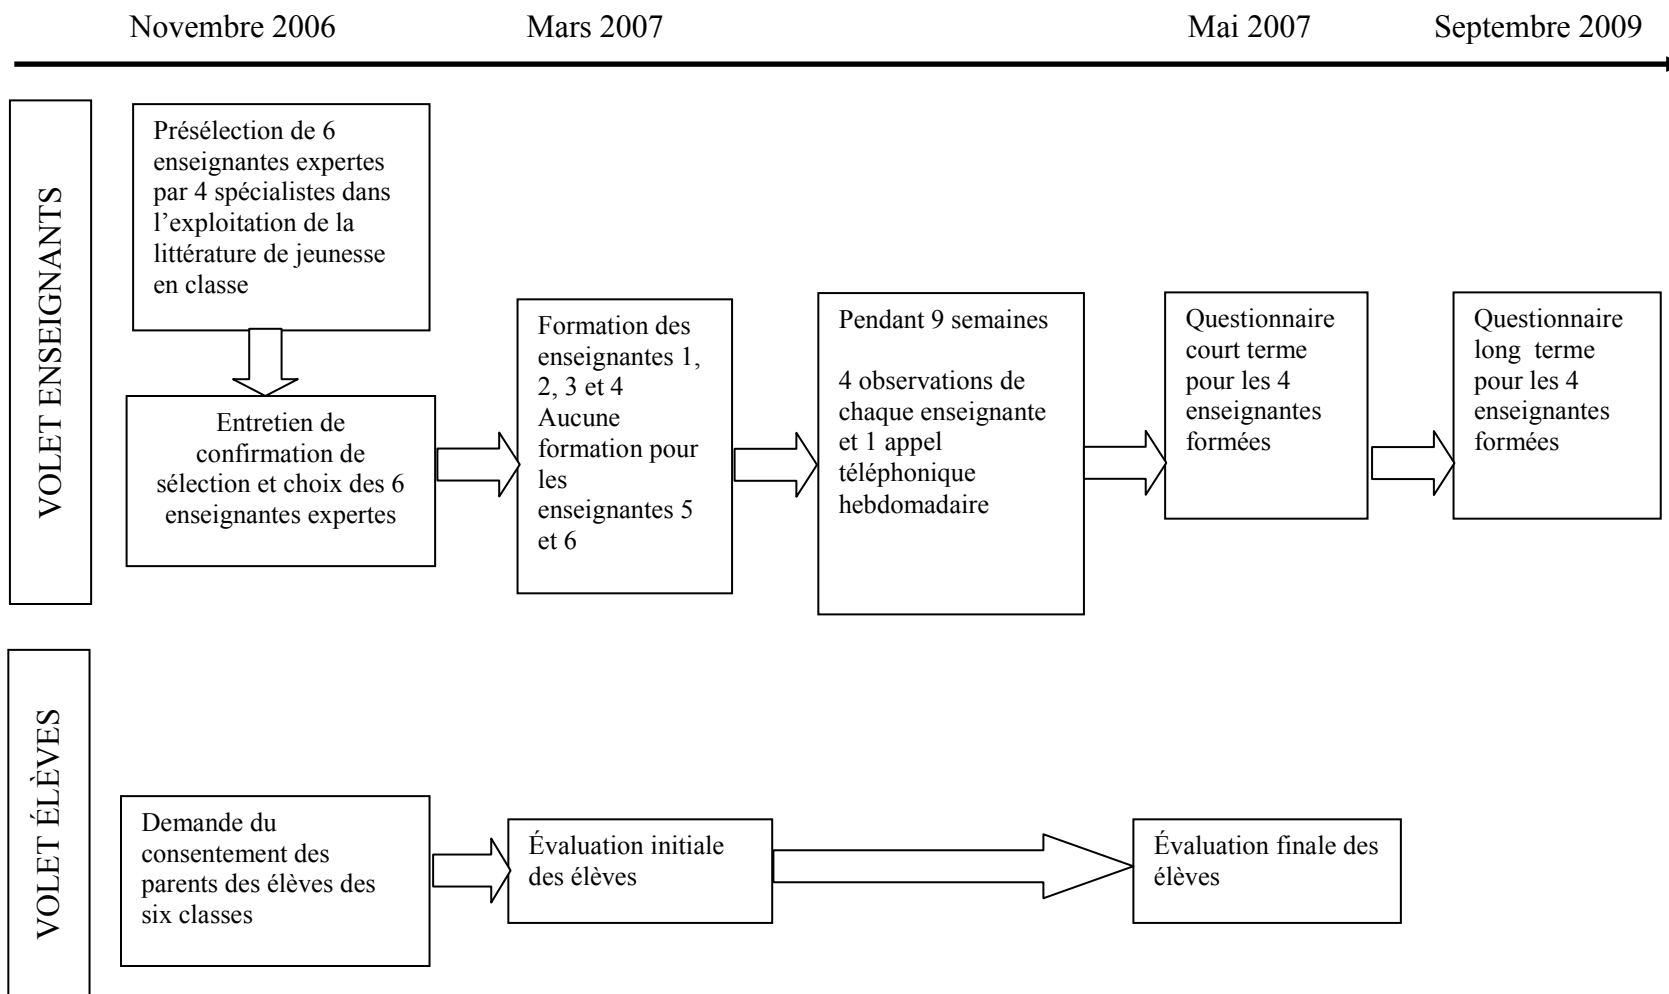 Novembre 2006
Mars 2007
Mai 2007
Septembre 2009
VOLET ENSEIGNANTS
Présélection de 6
enseignantes expertes
par 4 spécialistes dans
l’exploitation de la
littérature de jeunesse
en classe
Entretien de
confirmation de
sélection et choix des 6
enseignantes expertes
Formation des
enseignantes 1,
2, 3 et 4
Aucune
formation pour
les
enseignantes 5
et 6
Pendant 9 semaines
4 observations de
chaque enseignante
et 1 appel
téléphonique
hebdomadaire
Questionnaire
court terme
pour les 4
enseignantes
formées
Questionnaire
long terme
pour les 4
enseignantes
formées
VOLET ÉLÈVES
Demande du
consentement des
parents des élèves des
six classes
Évaluation initiale
des élèves
Évaluation finale des
élèves